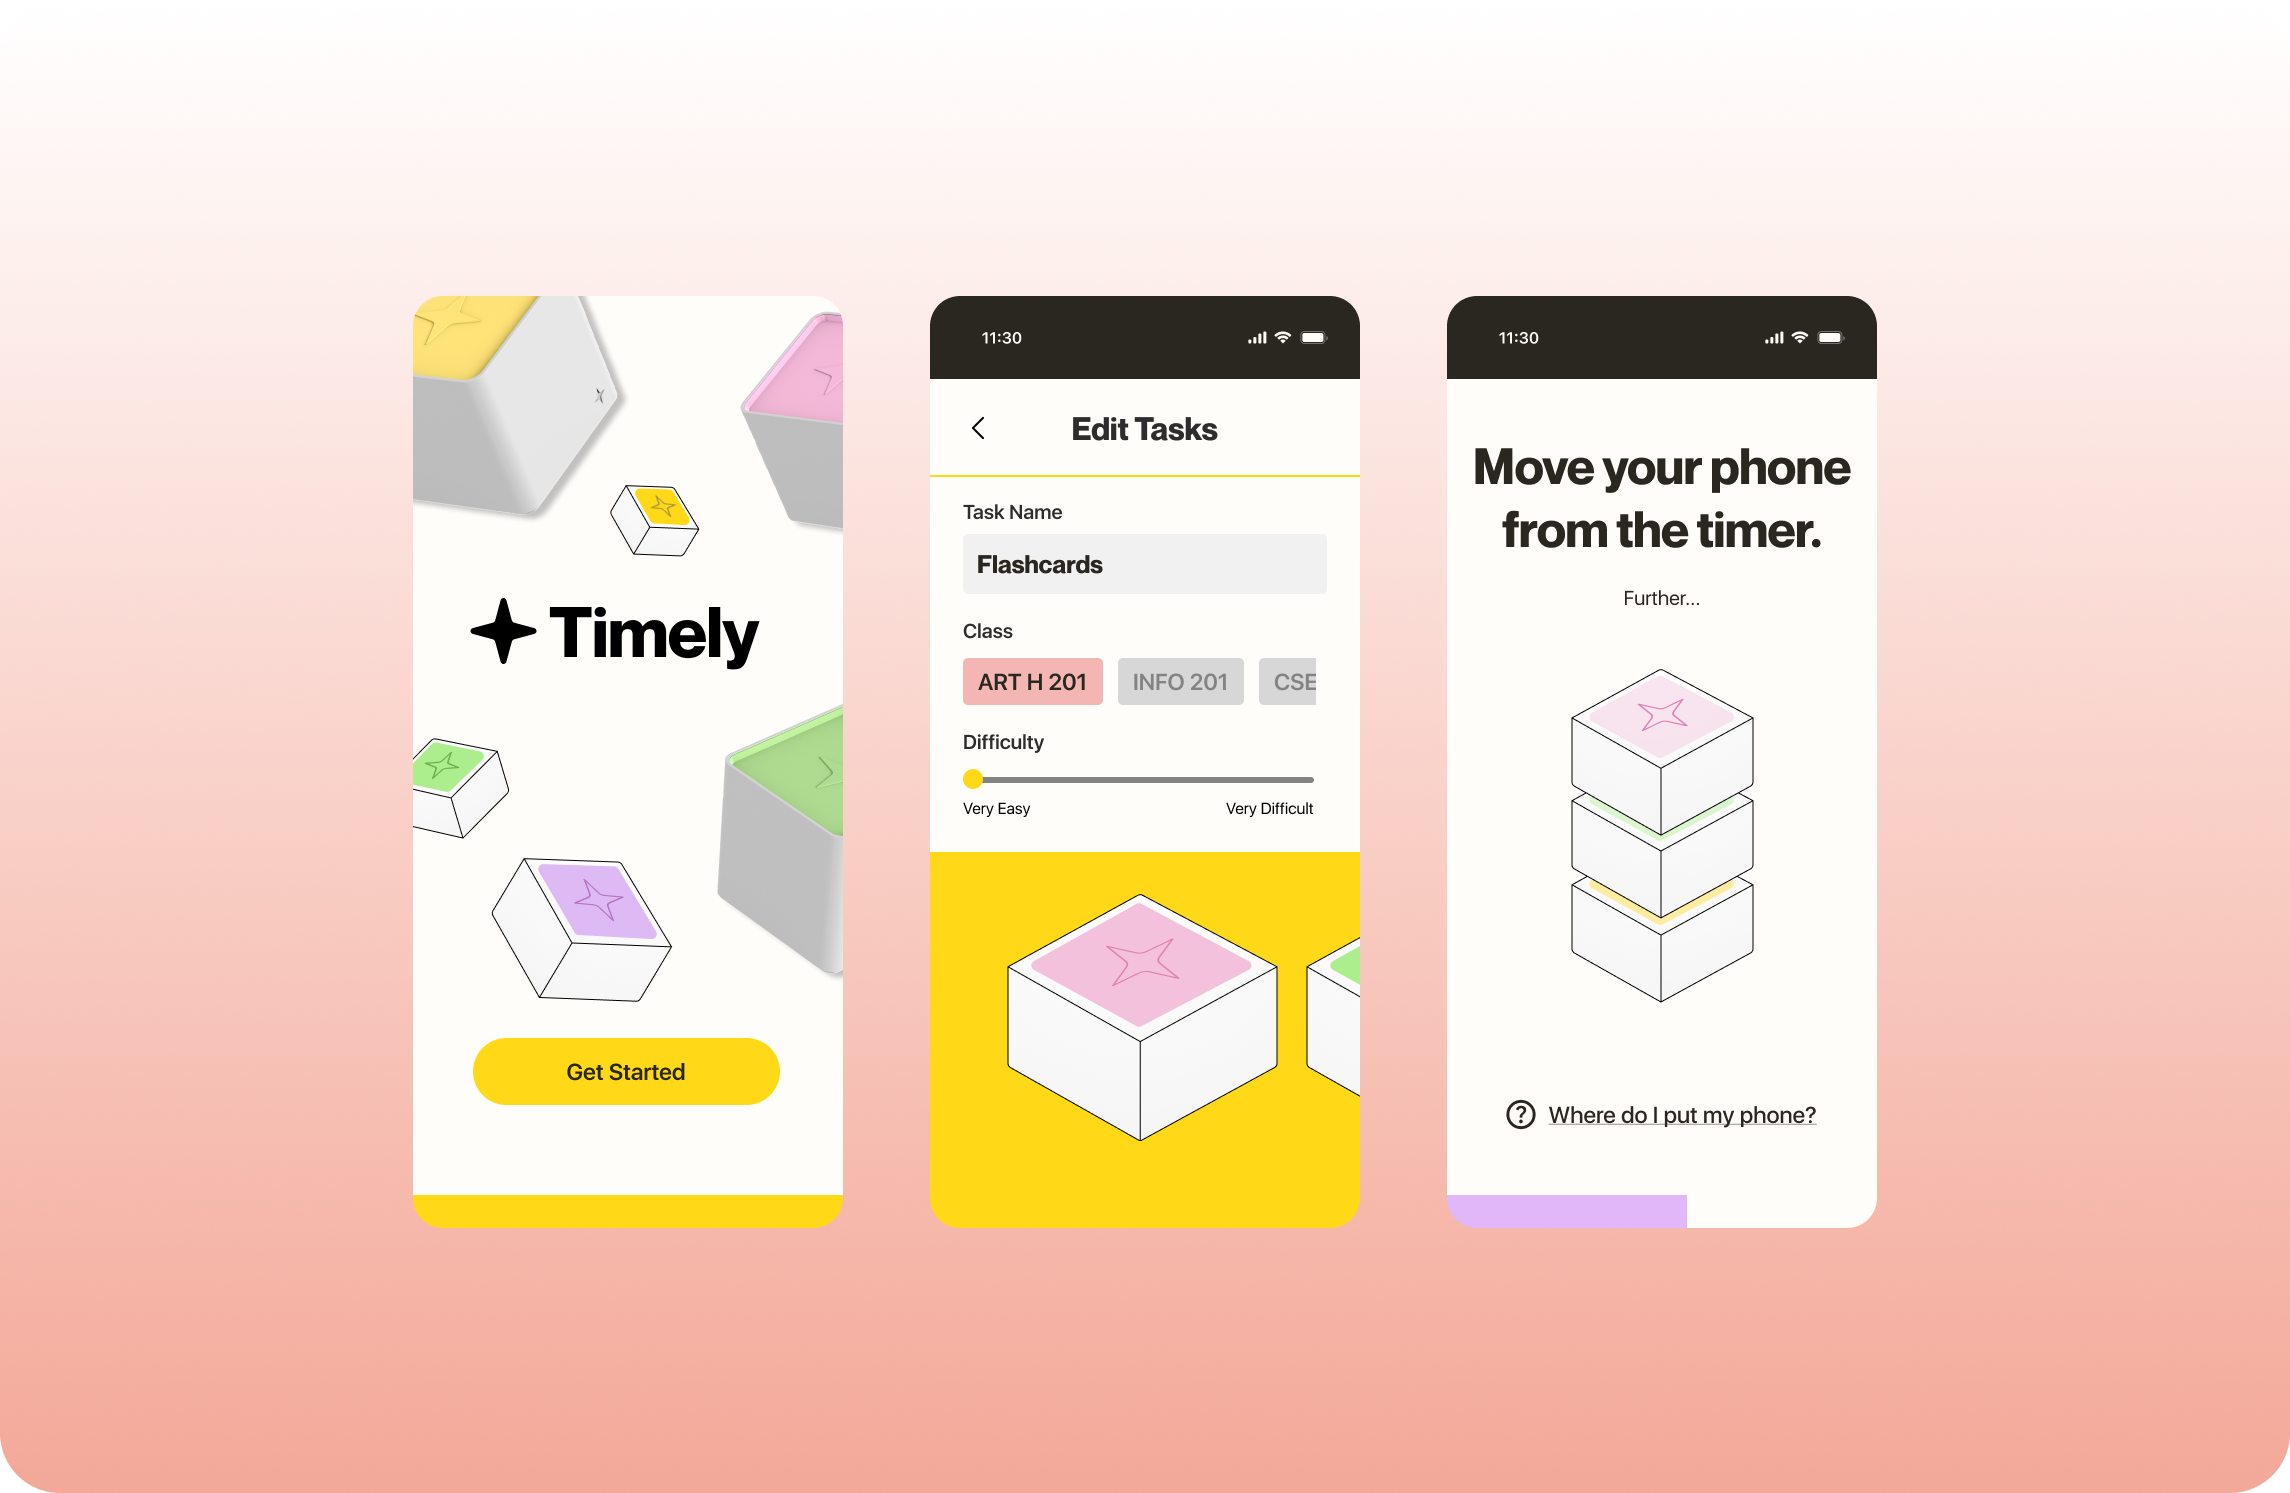 Timely
Get Started
11:30
Edit Tasks
Task Name
Flashcards
Class
ART H 201
INFO 201
CSE
Difficulty
Very Easy
Very Difficult
11:30
Move your phone
from the timer.
Further...
Where do I put my phone?